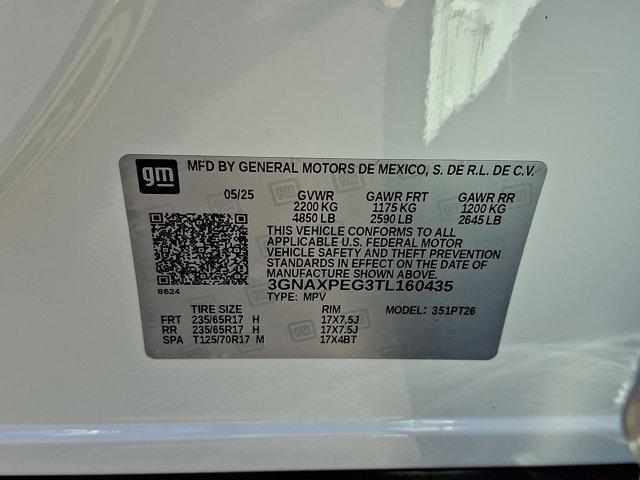 gm MFD BY GENERAL MOTORS DE MEXICO, S. DE R.L. DE C.V.
05/25 GVWR GAWR FRT GAWR RR
2200 KG 1175 KG 1200 KG
4850 LB 2590 LB 2645 LB
THIS VEHICLE CONFORMS TO ALL
APPLICABLE U.S. FEDERAL MOTOR
VEHICLE SAFETY AND THEFT PREVENTION
STANDARDS IN EFFECT ON THE DATE OF
MANUFACTURE SHOWN ABOVE.
3GNAXPEG3TL160435
8624 TYPE: MPV
TIRE SIZE RIM MODEL: 351PT26
FRT 235/65R17 H 17X7.5J
RR 235/65R17 H 17X7.5J
SPA T125/70R17 M 17X4BT